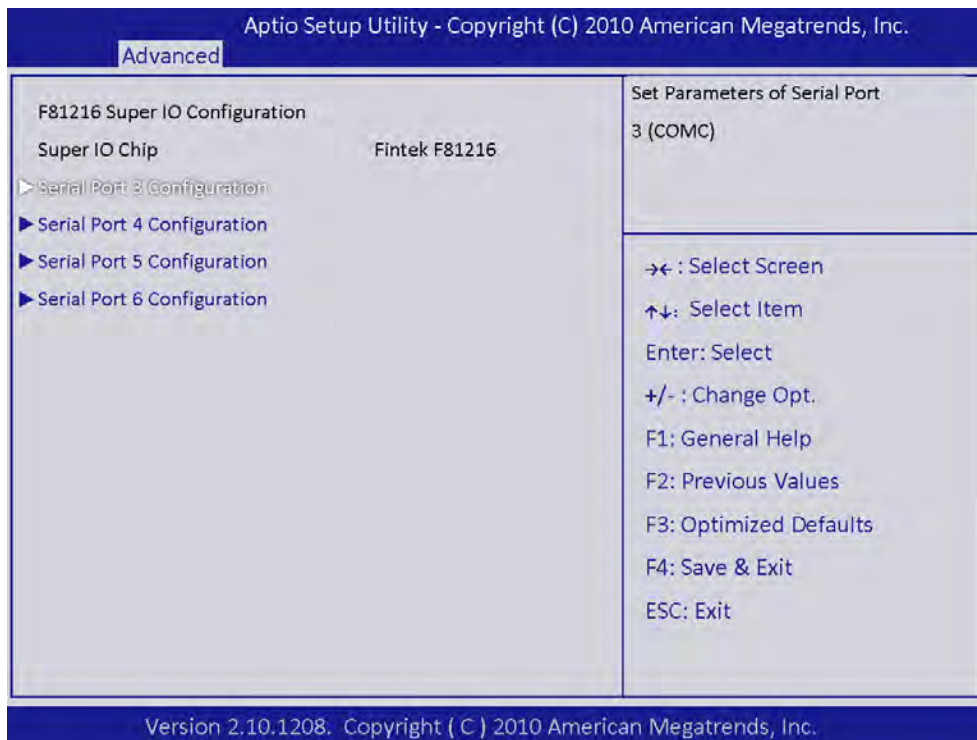 Aptio Setup Utility - Copyright (C) 2010 American Megatrends, Inc.
Advanced
F81216 Super IO Configuration
Super IO Chip Fintek F81216
▶ Serial Port 3 Configuration
▶ Serial Port 4 Configuration
▶ Serial Port 5 Configuration
▶ Serial Port 6 Configuration
Set Parameters of Serial Port
3 (COMC)
→←: Select Screen
↑↓: Select Item
Enter: Select
+/- : Change Opt.
F1: General Help
F2: Previous Values
F3: Optimized Defaults
F4: Save & Exit
ESC: Exit
Version 2.10.1208. Copyright ( C ) 2010 American Megatrends, Inc.